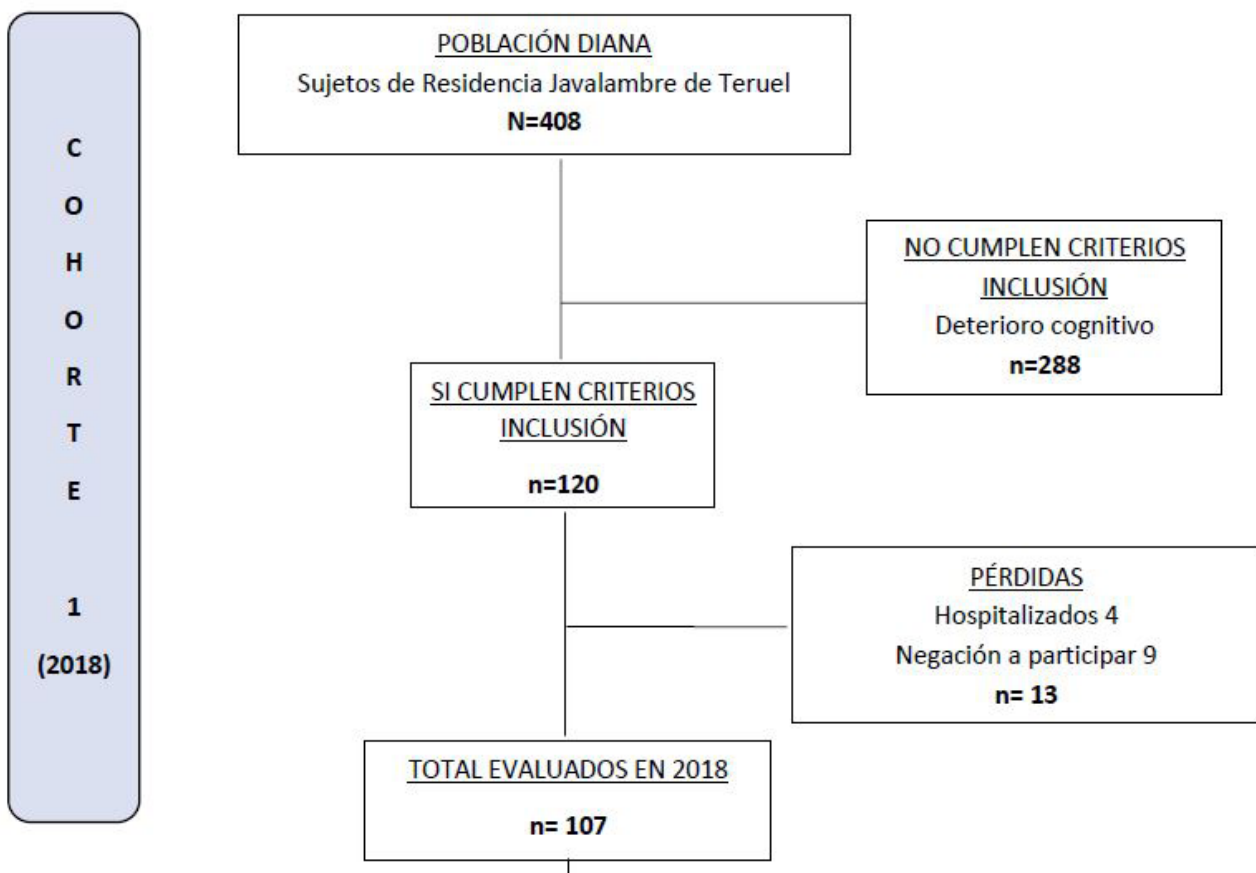 C
O
H
O
R
T
E
1
(2018)
POBLACIÓN DIANA
Sujetos de Residencia Javalambre de Teruel
N=408
NO CUMPLEN CRITERIOS
INCLUSIÓN
Deterioro cognitivo
n=288
SI CUMPLEN CRITERIOS
INCLUSIÓN
n=120
PÉRDIDAS
Hospitalizados 4
Negación a participar 9
n= 13
TOTAL EVALUADOS EN 2018
n= 107